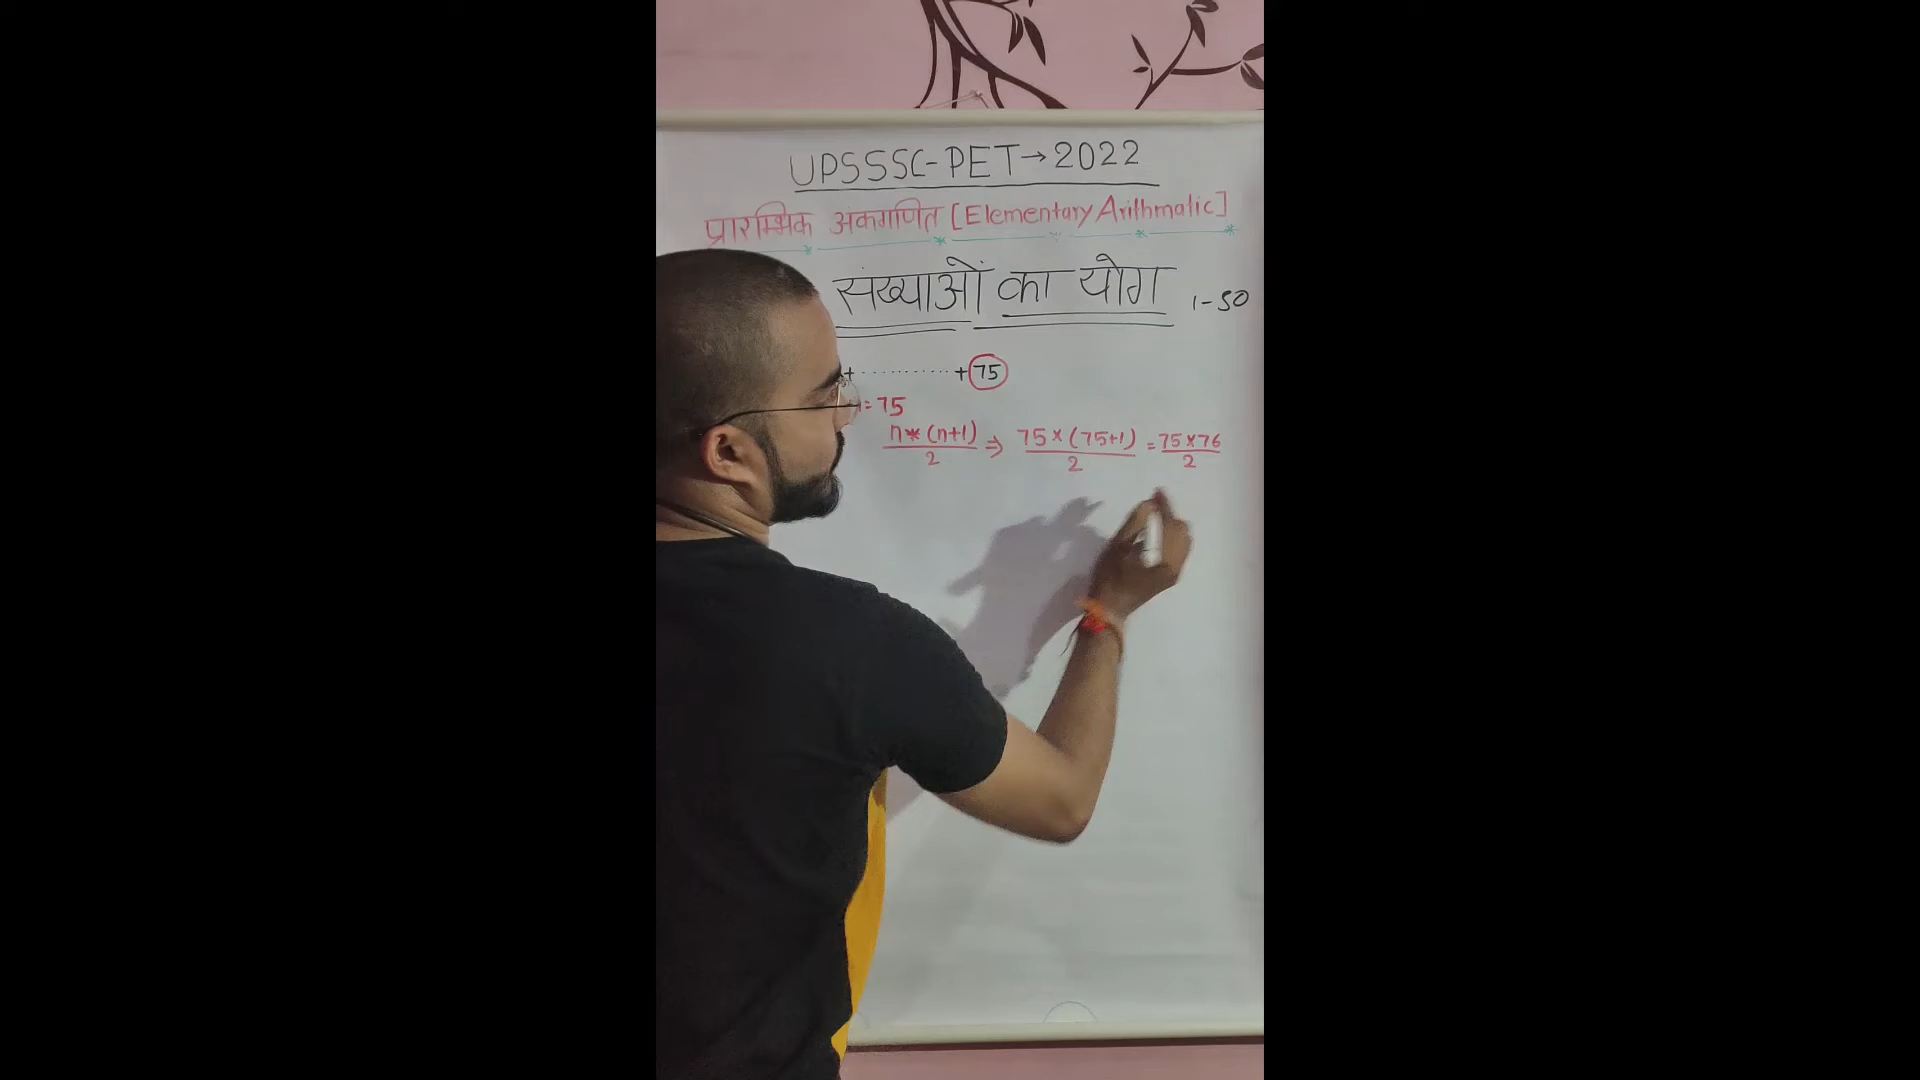 UPSSSC-PET→2022
प्रारम्भिक अकगणित [Elementary Arithmatic]
संख्याओं का योग 1-50
+ .......... + 75
= 75
n*(n+1)/2 ⇒ 75×(75+1)/2 = 75×76/2